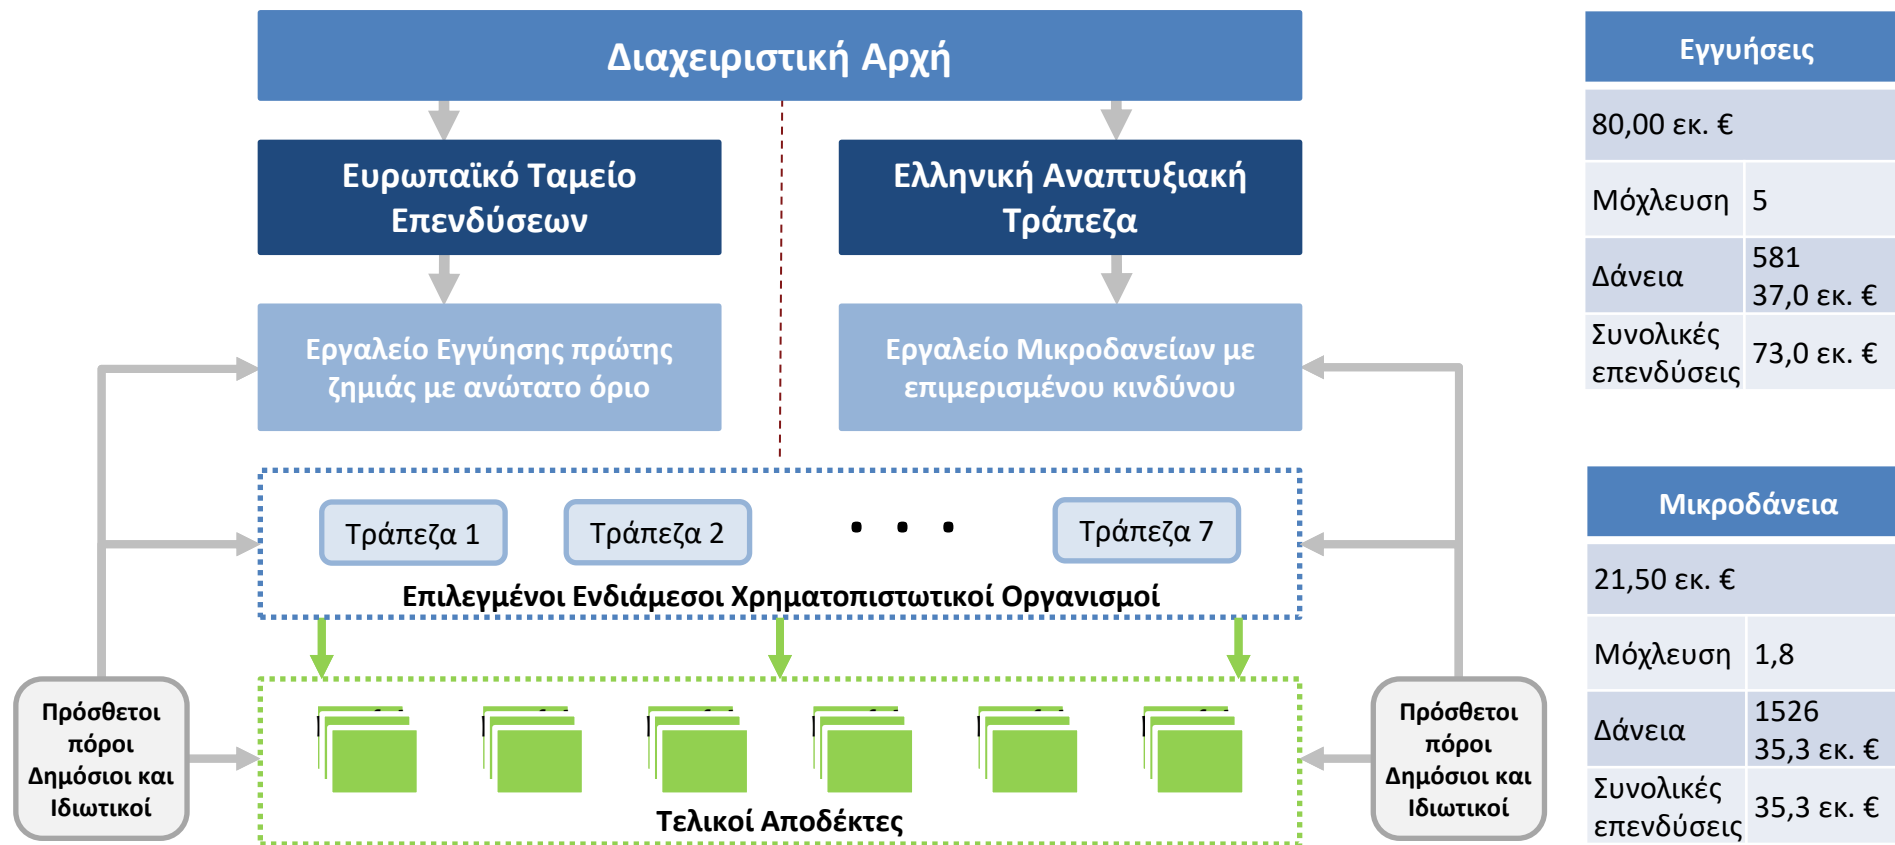 Διαχειριστική Αρχή
Ευρωπαϊκό Ταμείο
Επενδύσεων
Ελληνική Αναπτυξιακή
Τράπεζα
Εργαλείο Εγγύησης πρώτης
ζημιάς με ανώτατο όριο
Εργαλείο Μικροδανείων με
επιμερισμένου κινδύνου
Τράπεζα 1
Τράπεζα 2
. . .
Τράπεζα 7
Επιλεγμένοι Ενδιάμεσοι Χρηματοπιστωτικοί Οργανισμοί
Πρόσθετοι
πόροι
Δημόσιοι και
Ιδιωτικοί
Τελικοί Αποδέκτες
Πρόσθετοι
πόροι
Δημόσιοι και
Ιδιωτικοί
Εγγυήσεις
80,00 εκ. €
Μόχλευση 5
Δάνεια 581
37,0 εκ. €
Συνολικές
επενδύσεις 73,0 εκ. €
Μικροδάνεια
21,50 εκ. €
Μόχλευση 1,8
Δάνεια 1526
35,3 εκ. €
Συνολικές
επενδύσεις 35,3 εκ. €